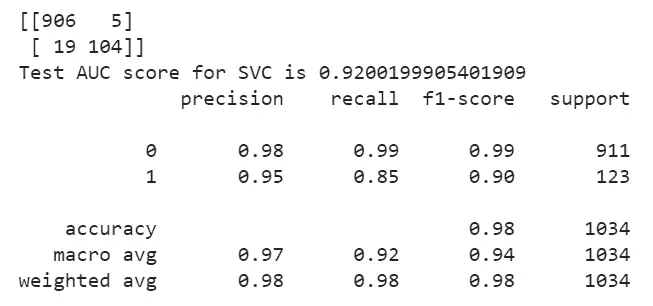 [[906   5]
 [ 19 104]]
Test AUC score for SVC is 0.9200199905401909
              precision    recall  f1-score   support

           0       0.98      0.99      0.99       911
           1       0.95      0.85      0.90       123

    accuracy                           0.98      1034
   macro avg       0.97      0.92      0.94      1034
weighted avg       0.98      0.98      0.98      1034